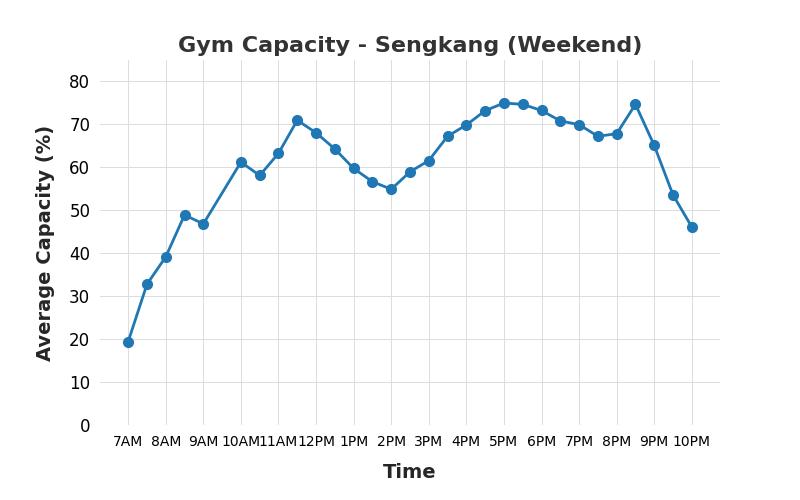 Gym Capacity - Sengkang (Weekend)
Average Capacity (%)
80
70
60
50
40
30
20
10
0
7AM 8AM 9AM 10AM 11AM 12PM 1PM 2PM 3PM 4PM 5PM 6PM 7PM 8PM 9PM 10PM
Time